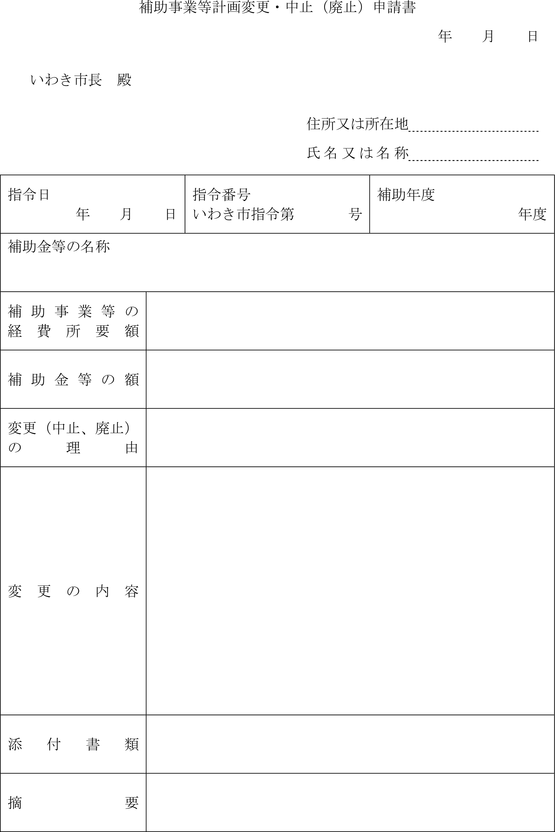 補助事業等計画変更・中止（廃止）申請書
年　月　日
いわき市長　殿
住所又は所在地
氏名又は名称
指令日
年　月　日
指令番号
いわき市指令第　号
補助年度
年度
補助金等の名称
補助事業等の
経費所要額
補助金等の額
変更（中止、廃止）
の理由
変更の内容
添付書類
摘要